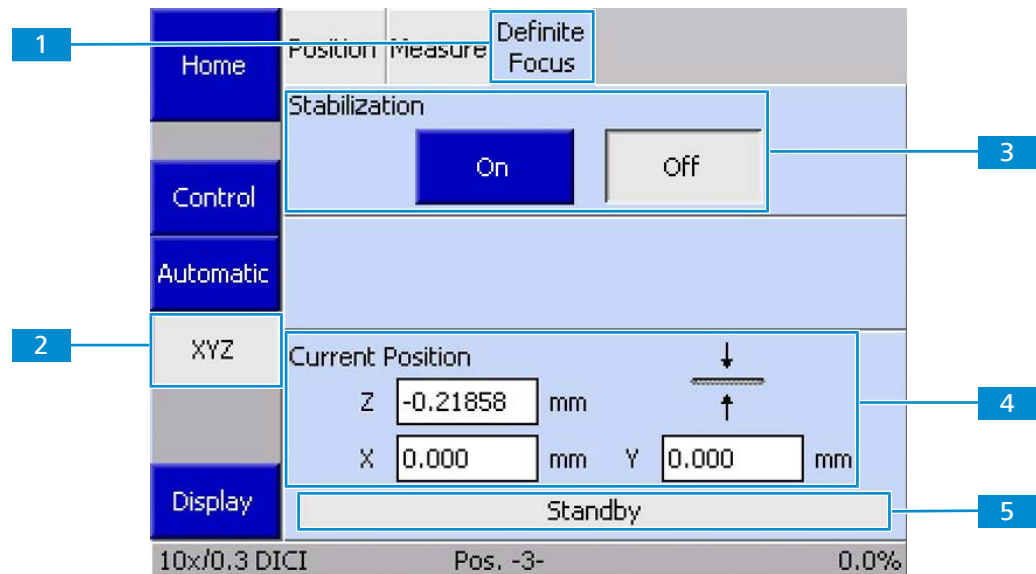 1
Home
Position Measure Definite
Focus
Stabilization
On Off
3
Control
Automatic
2
XYZ
Current Position
Z -0.21858 mm
4
X 0.000 mm Y 0.000 mm
Display
Standby
5
10x/0.3 DICI Pos. -3- 0.0%